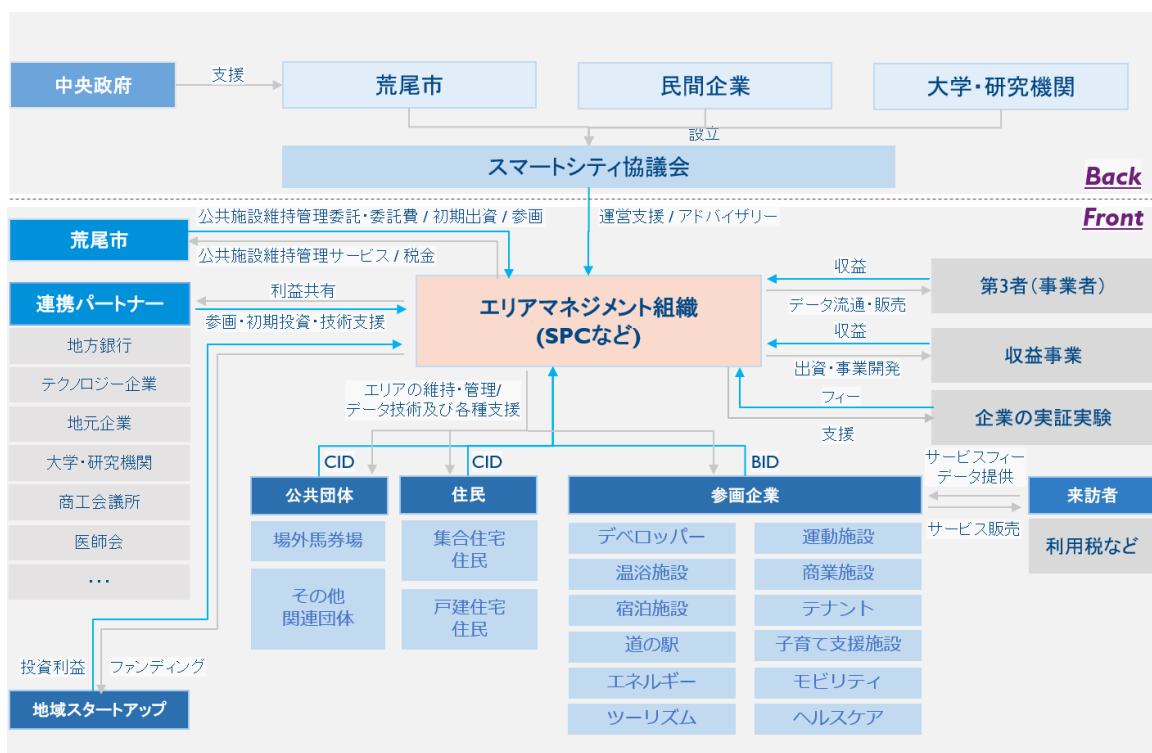 中央政府
支援
荒尾市
民間企業
大学・研究機関
設立
スマートシティ協議会
Back
Front
荒尾市
公共施設維持管理委託・委託費 / 初期出資 / 参画
運営支援 / アドバイザリー
公共施設維持管理サービス / 税金
連携パートナー
利益共有
参画・初期投資・技術支援
地方銀行
テクノロジー企業
地元企業
大学・研究機関
商工会議所
医師会
・・・
エリアマネジメント組織
(SPCなど)
収益
データ流通・販売
第3者(事業者)
収益
出資・事業開発
収益事業
フィー
支援
企業の実証実験
エリアの維持・管理/
データ技術及び各種支援
CID
CID
BID
公共団体
場外馬券場
その他
関連団体
住民
集合住宅
住民
戸建住宅
住民
参画企業
デベロッパー
運動施設
温浴施設
商業施設
宿泊施設
テナント
道の駅
子育て支援施設
エネルギー
モビリティ
ツーリズム
ヘルスケア
サービスフィー
データ提供
サービス販売
来訪者
利用税など
投資利益
ファンディング
地域スタートアップ